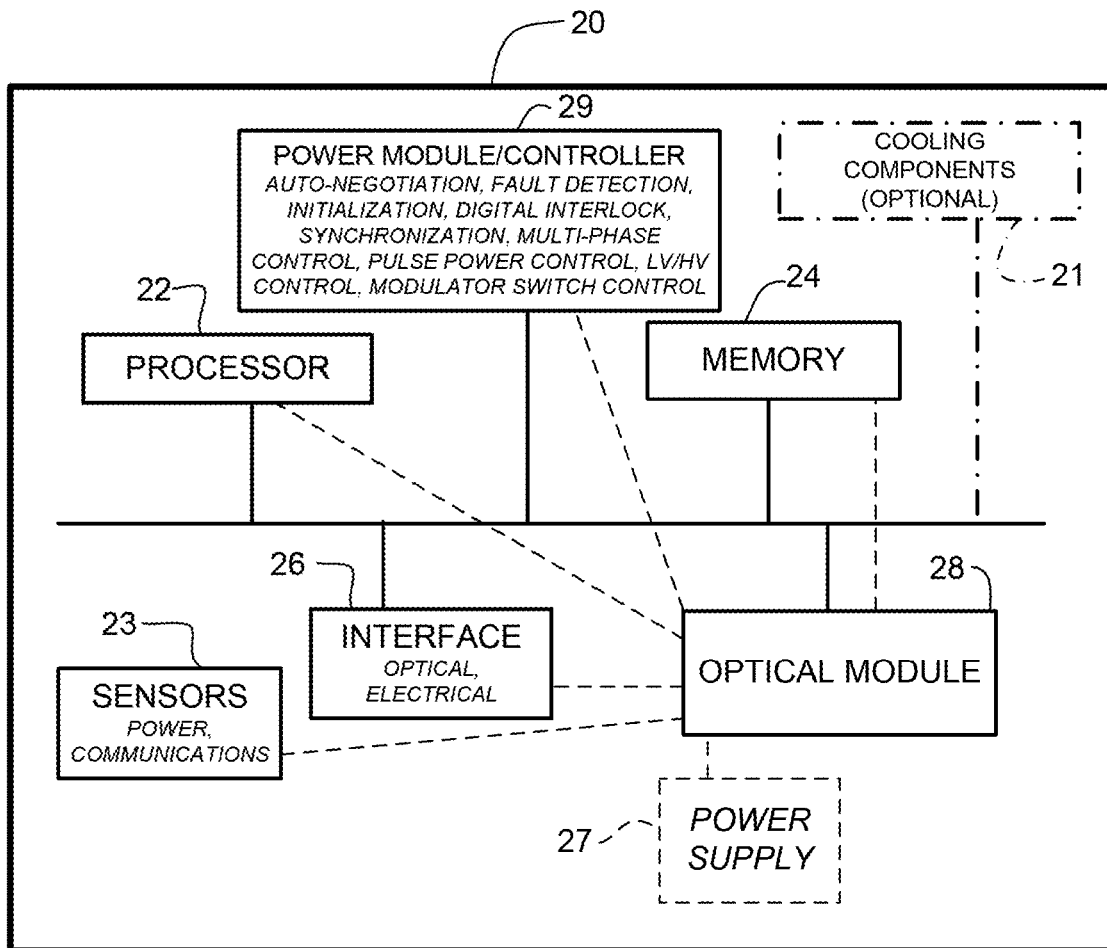 20
29
POWER MODULE/CONTROLLER
AUTO-NEGOTIATION, FAULT DETECTION,
INITIALIZATION, DIGITAL INTERLOCK,
SYNCHRONIZATION, MULTI-PHASE
CONTROL, PULSE POWER CONTROL, LV/HV
CONTROL, MODULATOR SWITCH CONTROL
COOLING
COMPONENTS
(OPTIONAL)
21
22
PROCESSOR
24
MEMORY
26
INTERFACE
OPTICAL,
ELECTRICAL
28
OPTICAL MODULE
23
SENSORS
POWER,
COMMUNICATIONS
27
POWER
SUPPLY